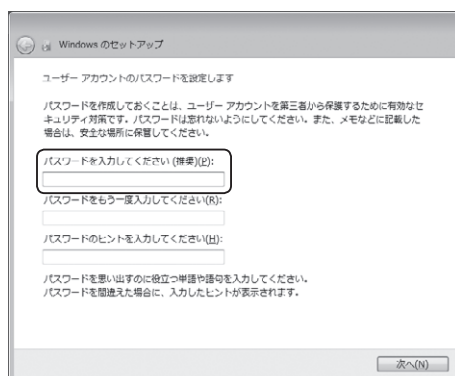 Windows のセットアップ
ユーザー アカウントのパスワードを設定します
パスワードを作成しておくことは、ユーザー アカウントを第三者から保護するために有効なセ
キュリティ対策です。パスワードは忘れないようにしてください。また、メモなどに記載した
場合は、安全な場所に保管してください。
パスワードを入力してください (推奨)(P):
パスワードをもう一度入力してください(R):
パスワードのヒントを入力してください(H):
パスワードを思い出すのに役立つ単語や語句を入力してください。
パスワードを間違えた場合に、入力したヒントが表示されます。
次へ(N)